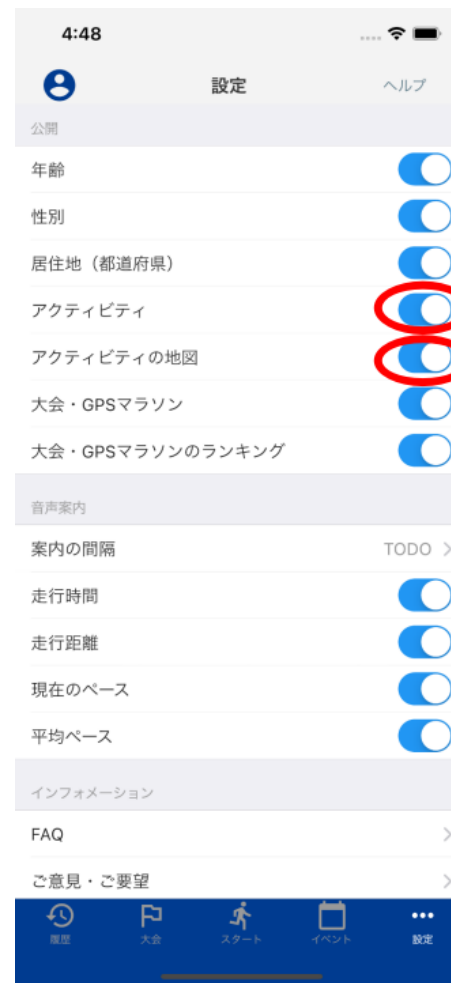 4:48
設定
ヘルプ
公開
年齢
性別
居住地（都道府県）
アクティビティ
アクティビティの地図
大会・GPSマラソン
大会・GPSマラソンのランキング
音声案内
案内の間隔
TODO
走行時間
走行距離
現在のペース
平均ペース
インフォメーション
FAQ
ご意見・ご要望
履歴
大会
スタート
イベント
設定